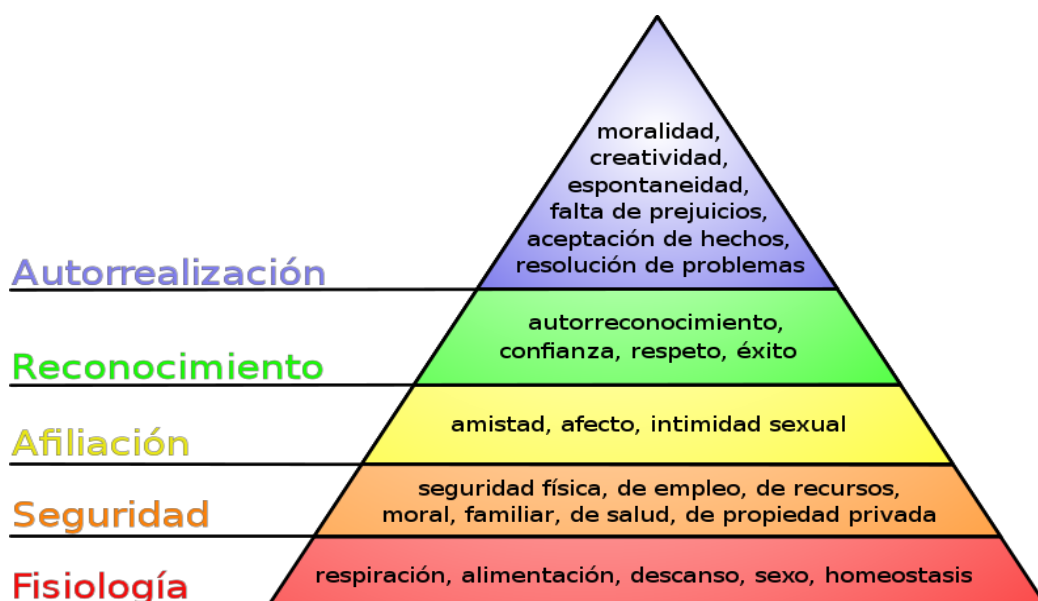 moralidad,
creatividad,
espontaneidad,
falta de prejuicios,
aceptación de hechos,
resolución de problemas
Autorrealización
autorreconocimiento,
confianza, respeto, éxito
Reconocimiento
amistad, afecto, intimidad sexual
Afiliación
seguridad física, de empleo, de recursos,
moral, familiar, de salud, de propiedad privada
Seguridad
respiración, alimentación, descanso, sexo, homeostasis
Fisiología